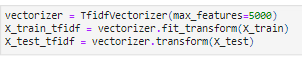 vectorizer = TfidfVectorizer(max_features=5000)
X_train_tfidf = vectorizer.fit_transform(X_train)
X_test_tfidf = vectorizer.transform(X_test)